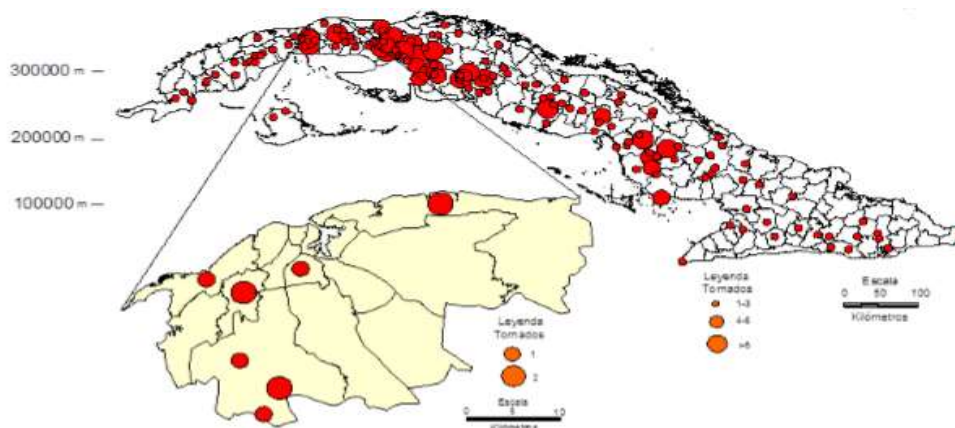 300000 m
200000 m
100000 m
Leyenda
Tornados
1
2
Escala
0 5 10
Kilómetros
Leyenda
Tornados
1-3
4-6
>6
Escala
0 50 100
Kilómetros